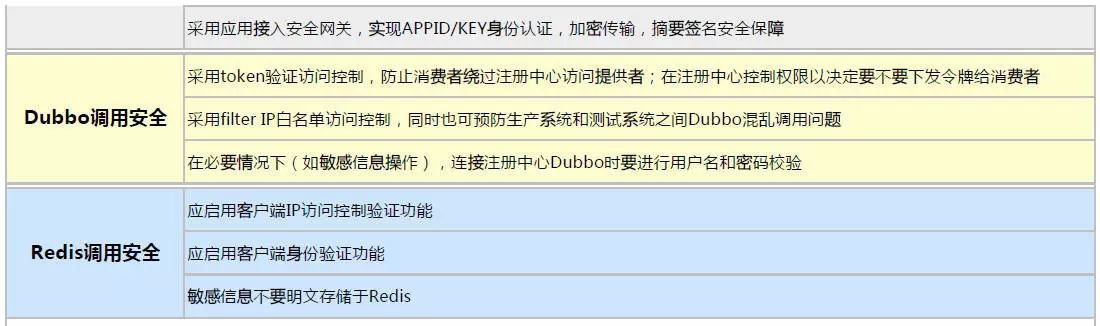 采用应用接入安全网关，实现APPID/KEY身份认证，加密传输，摘要签名安全保障
Dubbo调用安全
采用token验证访问控制，防止消费者绕过注册中心访问提供者；在注册中心控制权限以决定要不要下发令牌给消费者
采用filter IP白名单访问控制，同时也可预防生产系统和测试系统之间Dubbo混乱调用问题
在必要情况下（如敏感信息操作），连接注册中心Dubbo时要进行用户名和密码校验
Redis调用安全
应启用客户端IP访问控制验证功能
应启用客户端身份验证功能
敏感信息不要明文存储于Redis